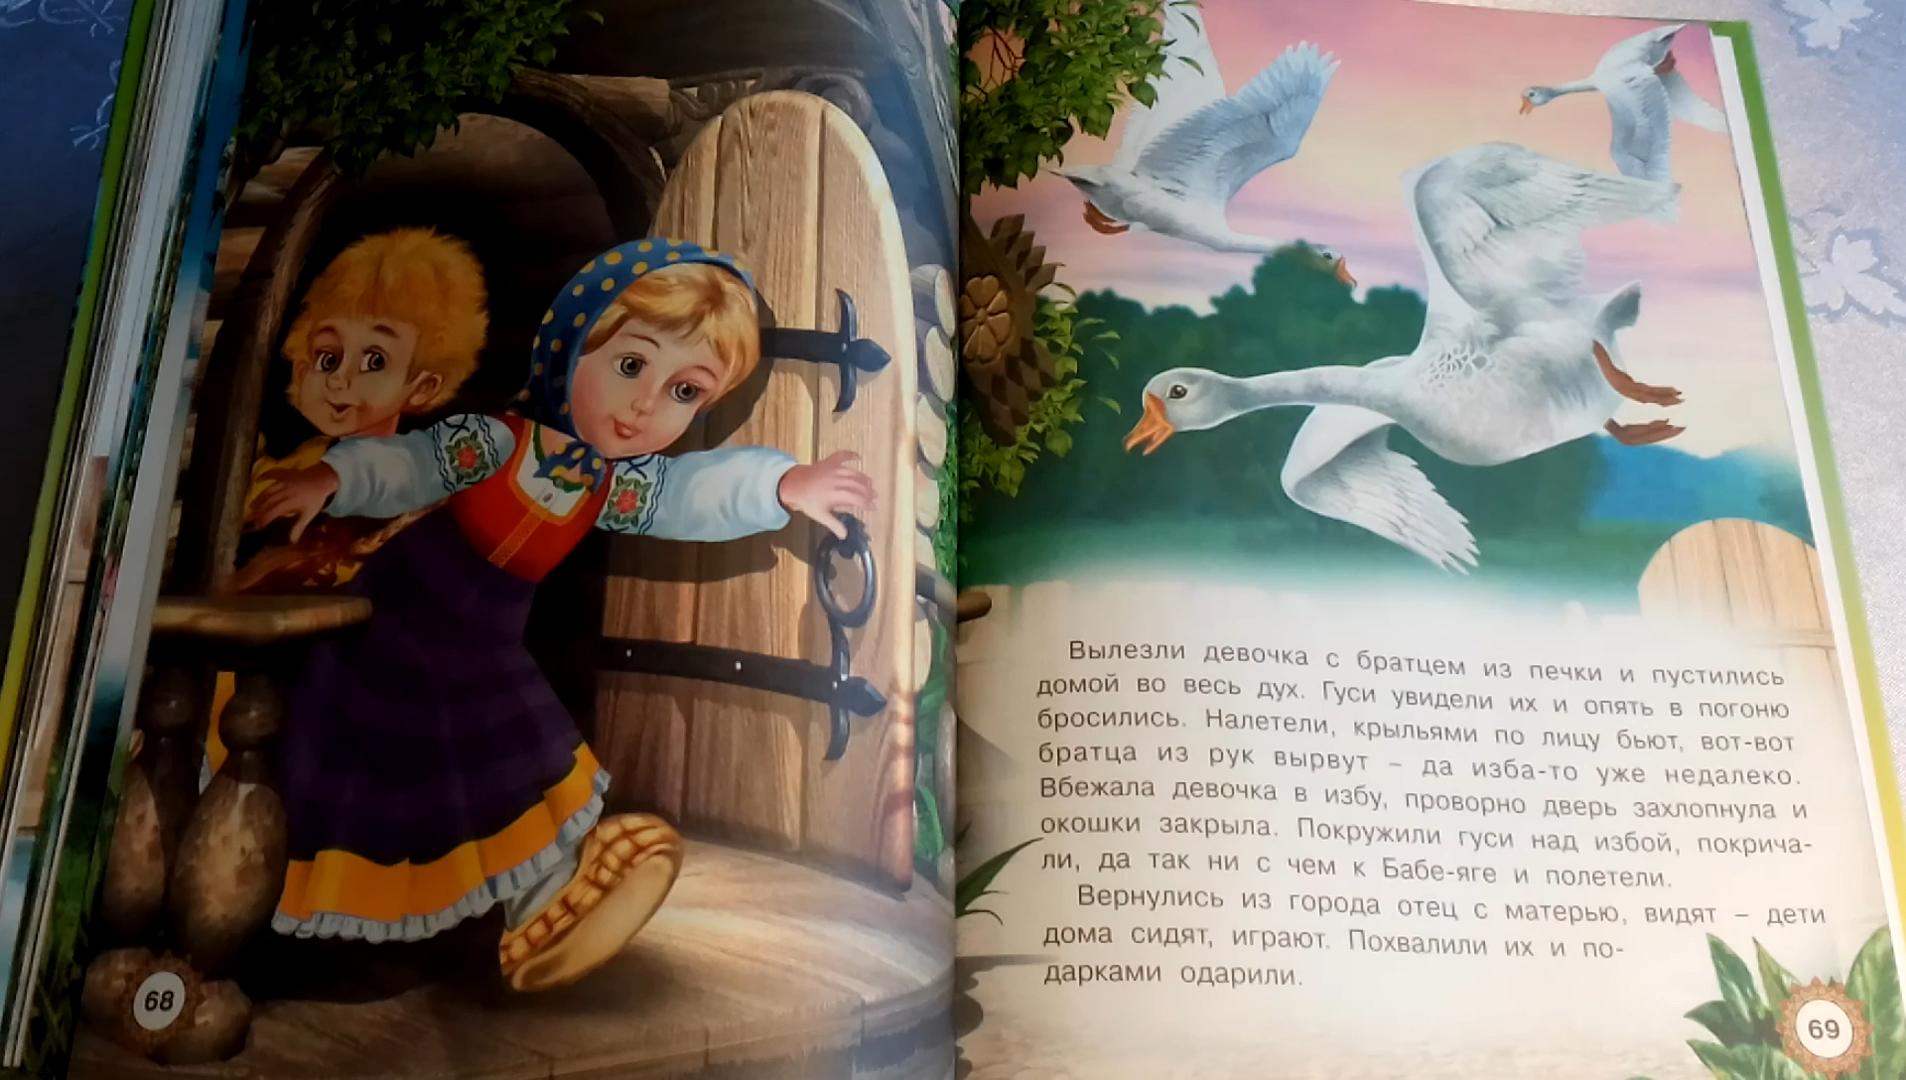 Вылезли девочка с братцем из печки и пустились
домой во весь дух. Гуси увидели их и опять в погоню
бросились. Налетели, крыльями по лицу бьют, вот-вот
братца из рук вырвут – да изба-то уже недалеко.
Вбежала девочка в избу, проворно дверь захлопнула и
окошки закрыла. Покружили гуси над избой, покрича-
ли, да так ни с чем к Бабе-яге и полетели.
Вернулись из города отец с матерью, видят – дети
дома сидят, играют. Похвалили их и по-
дарками одарили.
68
69